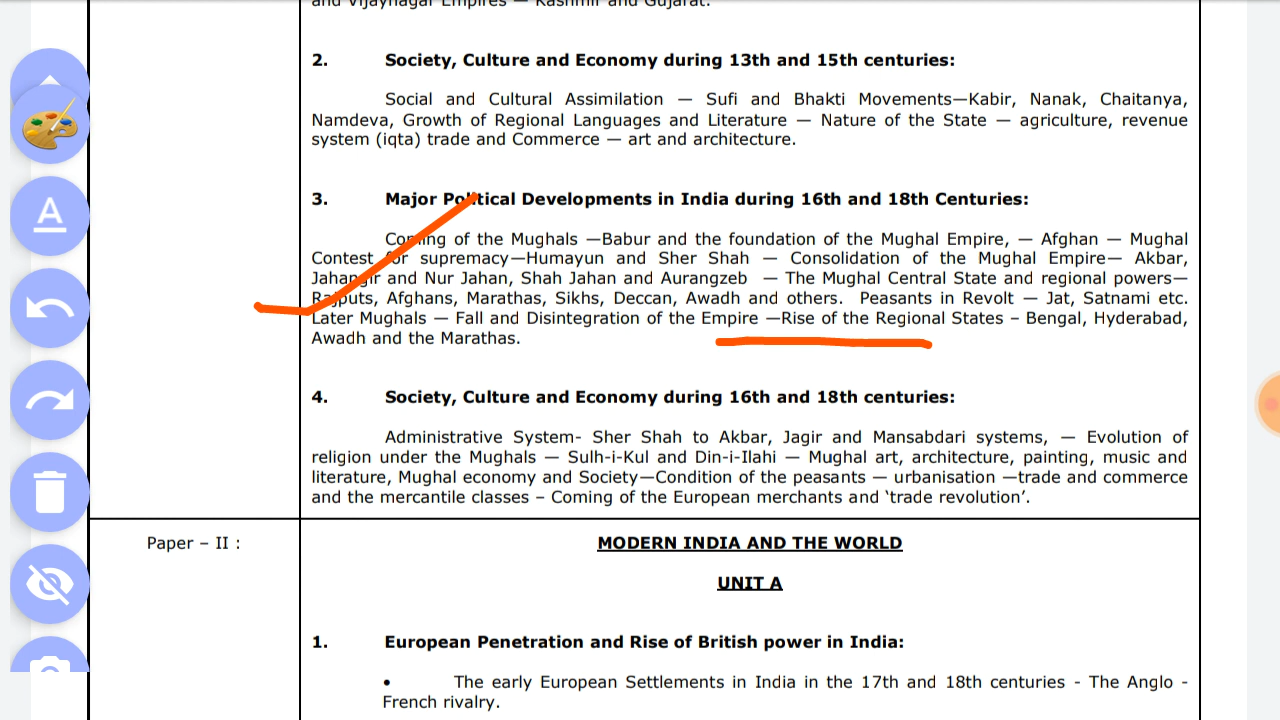 and Vijaynagar Empires — Kashmir and Gujarat.
2. Society, Culture and Economy during 13th and 15th centuries:
Social and Cultural Assimilation — Sufi and Bhakti Movements—Kabir, Nanak, Chaitanya,
Namdeva, Growth of Regional Languages and Literature — Nature of the State — agriculture, revenue
system (iqta) trade and Commerce — art and architecture.
3. Major Political Developments in India during 16th and 18th Centuries:
Coming of the Mughals —Babur and the foundation of the Mughal Empire, — Afghan — Mughal
Contest for supremacy—Humayun and Sher Shah — Consolidation of the Mughal Empire— Akbar,
Jahangir and Nur Jahan, Shah Jahan and Aurangzeb — The Mughal Central State and regional powers—
Rajputs, Afghans, Marathas, Sikhs, Deccan, Awadh and others. Peasants in Revolt — Jat, Satnami etc.
Later Mughals — Fall and Disintegration of the Empire —Rise of the Regional States – Bengal, Hyderabad,
Awadh and the Marathas.
4. Society, Culture and Economy during 16th and 18th centuries:
Administrative System- Sher Shah to Akbar, Jagir and Mansabdari systems, — Evolution of
religion under the Mughals — Sulh-i-Kul and Din-i-Ilahi — Mughal art, architecture, painting, music and
literature, Mughal economy and Society—Condition of the peasants — urbanisation —trade and commerce
and the mercantile classes – Coming of the European merchants and ‘trade revolution’.
Paper – II :
MODERN INDIA AND THE WORLD
UNIT A
1. European Penetration and Rise of British power in India:
• The early European Settlements in India in the 17th and 18th centuries - The Anglo -
French rivalry.